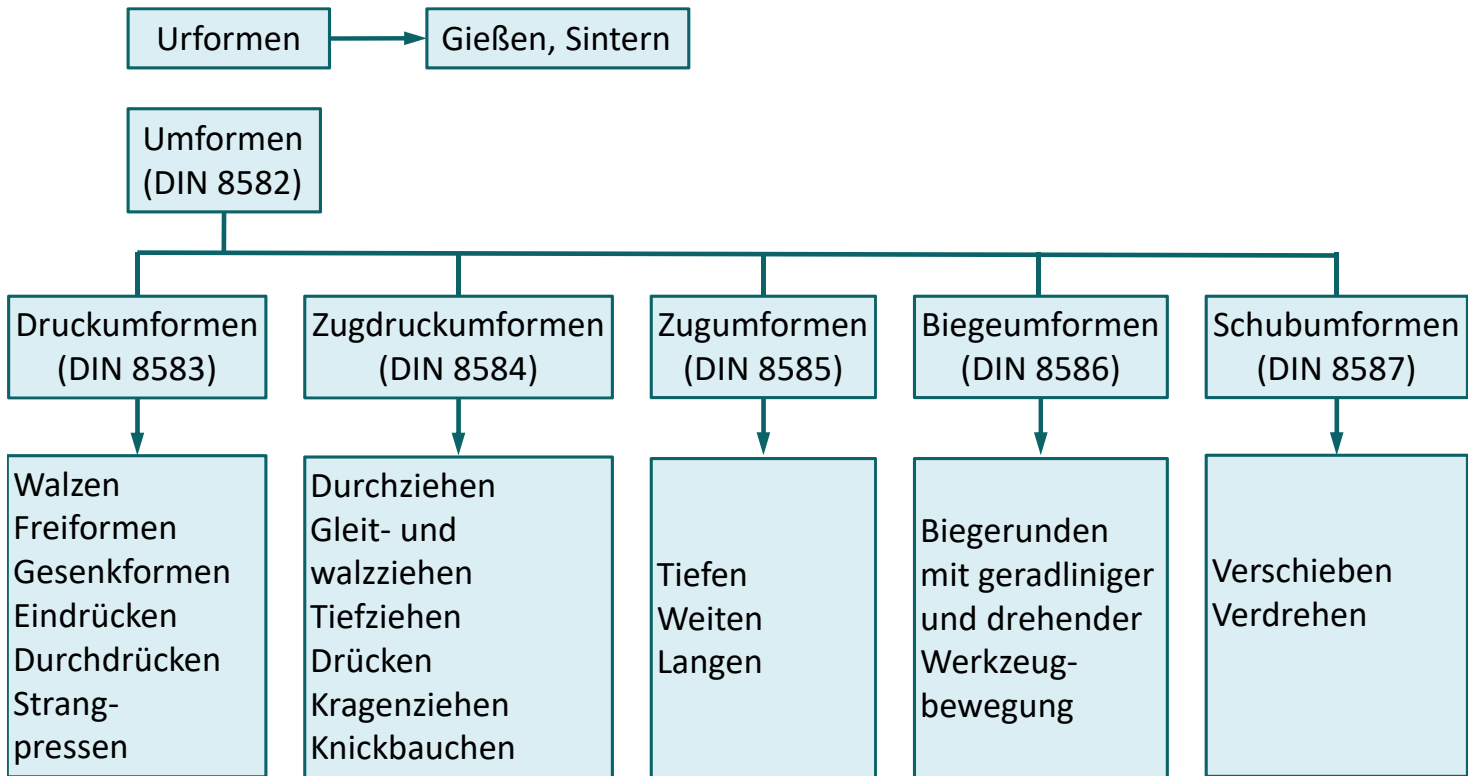 Urformen
Gießen, Sintern
Umformen
(DIN 8582)
Druckumformen
(DIN 8583)
Zugdruckumformen
(DIN 8584)
Zugumformen
(DIN 8585)
Biegeumformen
(DIN 8586)
Schubumformen
(DIN 8587)
Walzen
Freiformen
Gesenkformen
Eindrücken
Durchdrücken
Strang-
pressen
Durchziehen
Gleit- und
walzziehen
Tiefziehen
Drücken
Kragenziehen
Knickbauchen
Tiefen
Weiten
Langen
Biegerunden
mit geradliniger
und drehender
Werkzeug-
bewegung
Verschieben
Verdrehen